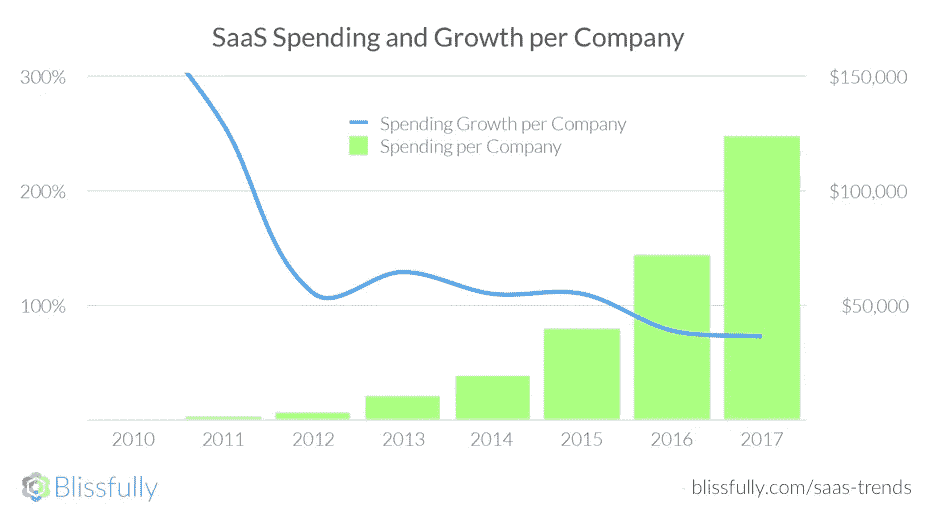 SaaS Spending and Growth per Company
300%
$150,000
Spending Growth per Company
Spending per Company
200%
$100,000
100%
$50,000
2010 2011 2012 2013 2014 2015 2016 2017
Blissfully
blissfully.com/saas-trends